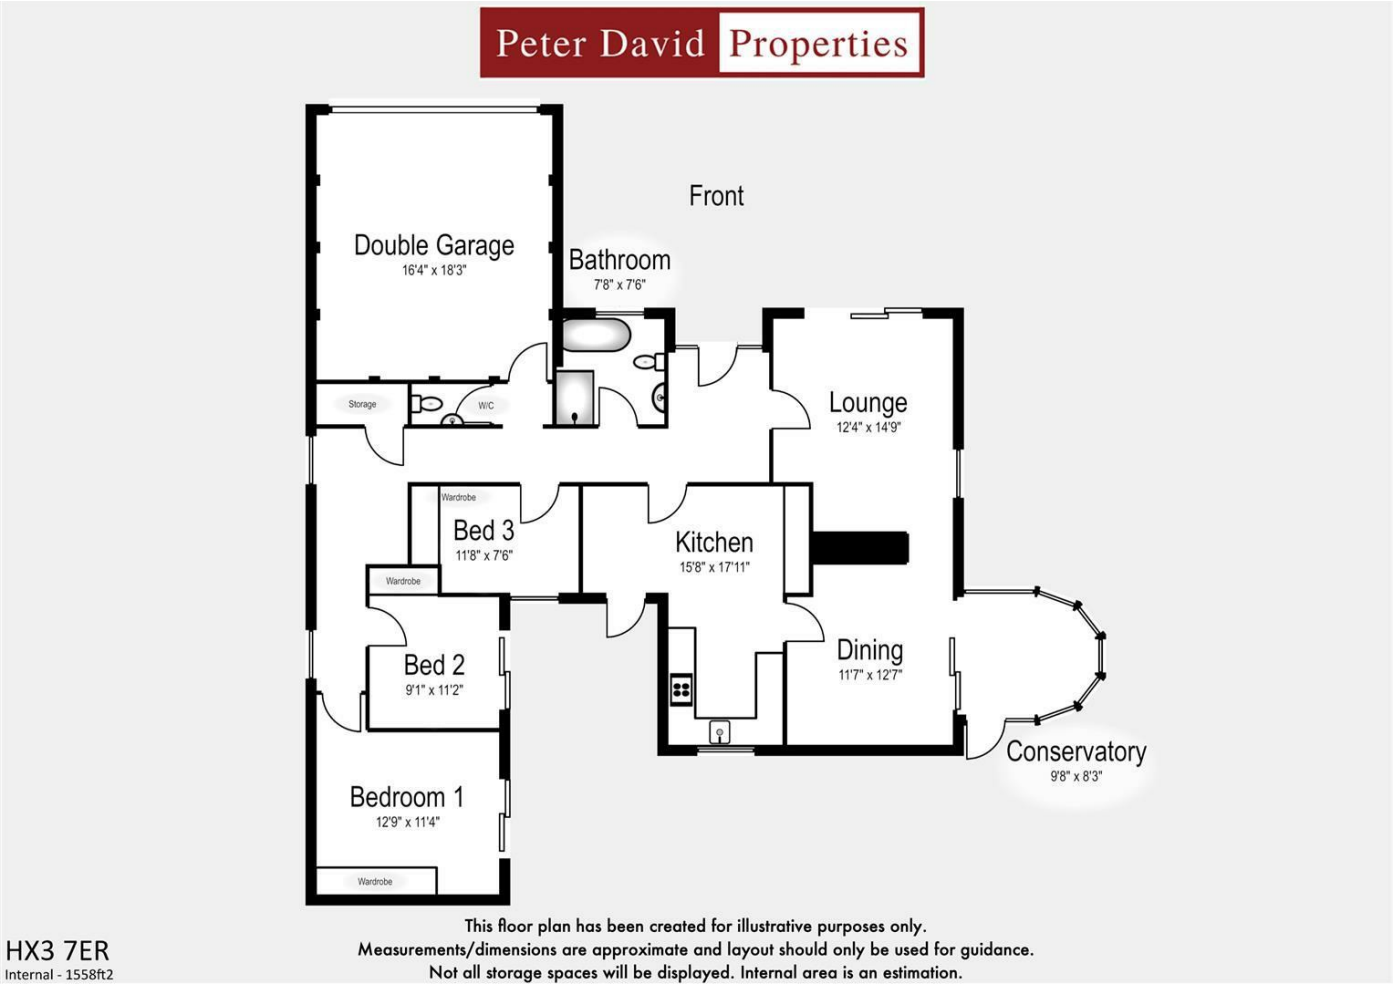 Peter David Properties
Front
Double Garage
16'4" x 18'3"
Bathroom
7'8" x 7'6"
Storage
W/C
Lounge
12'4" x 14'9"
Wardrobe
Bed 3
11'8" x 7'6"
Kitchen
15'8" x 17'11"
Wardrobe
Bed 2
9'1" x 11'2"
Dining
11'7" x 12'7"
Conservatory
9'8" x 8'3"
Bedroom 1
12'9" x 11'4"
Wardrobe
This floor plan has been created for illustrative purposes only.
Measurements/dimensions are approximate and layout should only be used for guidance.
Not all storage spaces will be displayed. Internal area is an estimation.
HX3 7ER
Internal - 1558ft2